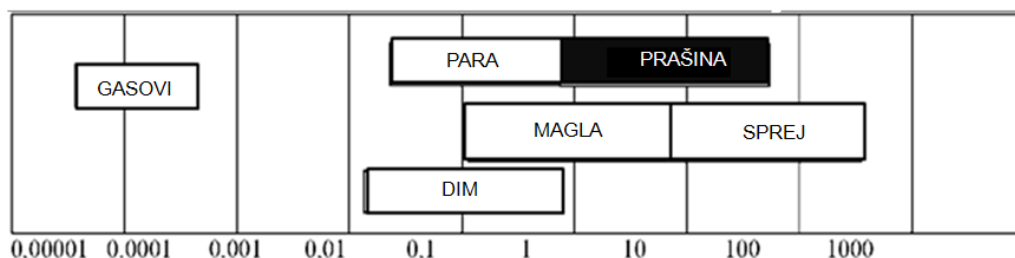 PARA PRAŠINA
GASOVI
MAGLA SPREJ
DIM
0,00001 0,0001 0.001 0.01 0,1 1 10 100 1000